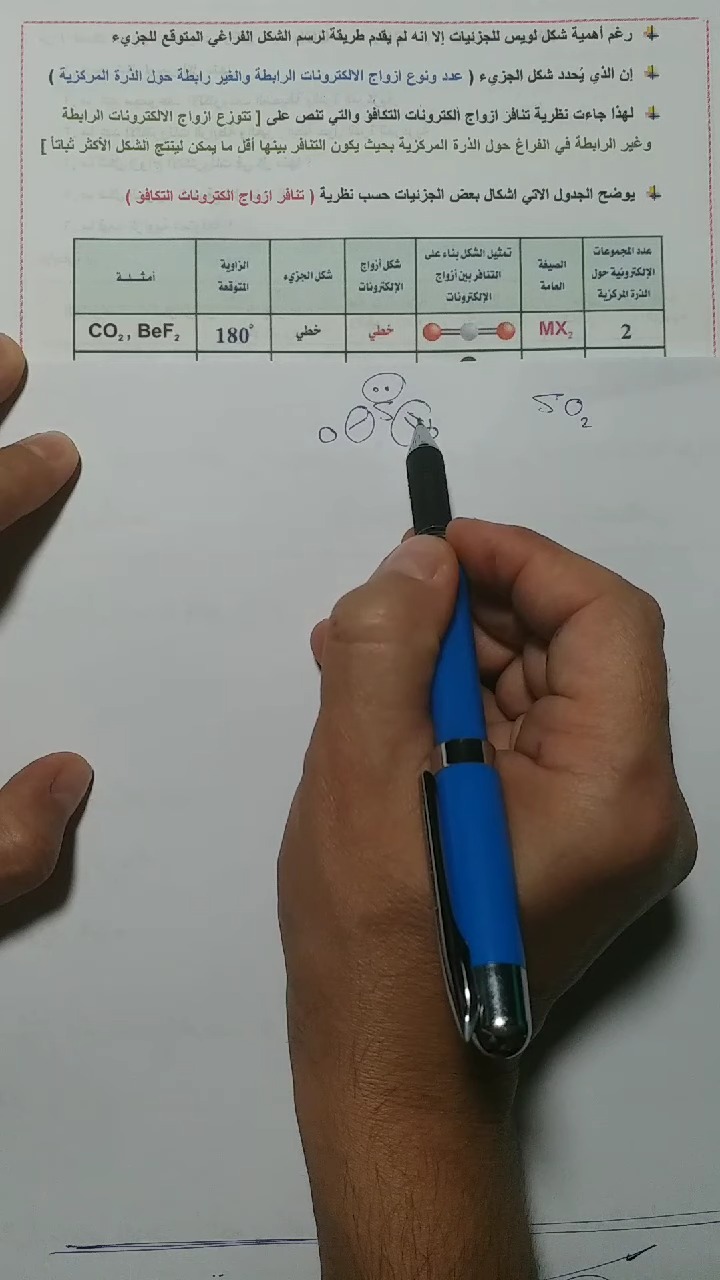 رغم أهمية شكل لويس للجزئيات إلا انه لم يقدم طريقة لرسم الشكل الفراغي المتوقع للجزيء
إن الذي يُحدد شكل الجزيء ( عدد ونوع ازواج الالكترونات الرابطة والغير رابطة حول الذرة المركزية )
لهذا جاءت نظرية تنافر ازواج ألكترونات التكافؤ والتي تنص على [ تتوزع ازواج الالكترونات الرابطة
وغير الرابطة في الفراغ حول الذرة المركزية بحيث يكون التنافر بينها أقل ما يمكن لينتج الشكل الأكثر ثباتاً ]
يوضح الجدول الاتي اشكال بعض الجزئيات حسب نظرية ( تنافر ازواج الكترونات التكافؤ )
عدد المجموعات الإلكترونية حول الذرة المركزية | الصيغة العامة | تمثيل الشكل بناء على التنافر بين أزواج الإلكترونات | شكل أزواج الإلكترونات | شكل الجزيء | الزاوية المتوقعة | أمثلة
2 | MX₂ | خطي | خطي | 180° | CO₂ , BeF₂
SO₂
O S O